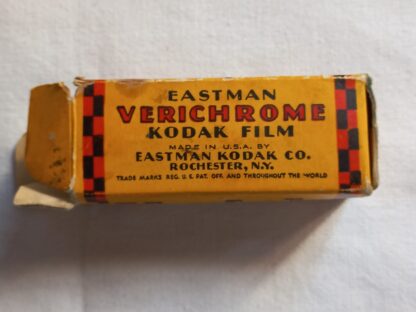 EASTMAN
VERICHROME
KODAK FILM
MADE IN U.S.A. BY
EASTMAN KODAK CO.
ROCHESTER, N.Y.
TRADE MARKS REG. U.S. PAT. OFF. AND THROUGHOUT THE WORLD